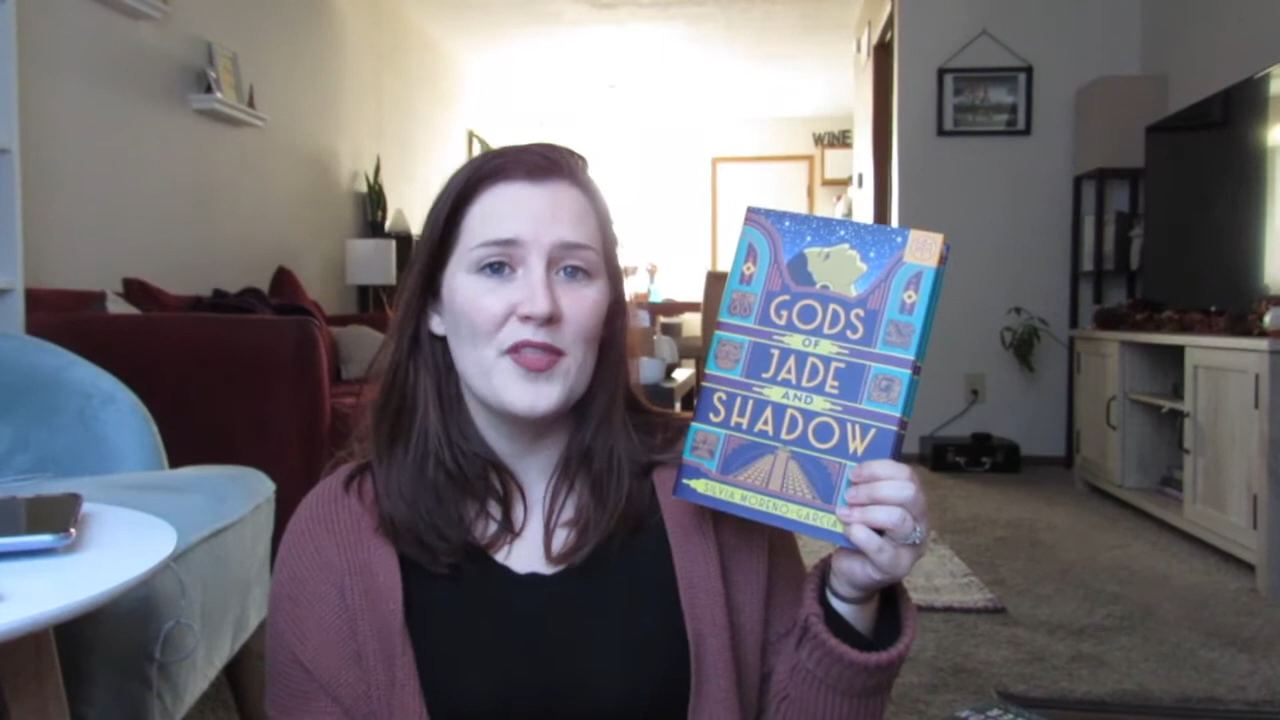 WINE
GODS
OF
JADE
AND
SHADOW
SILVIA MORENO-GARCIA